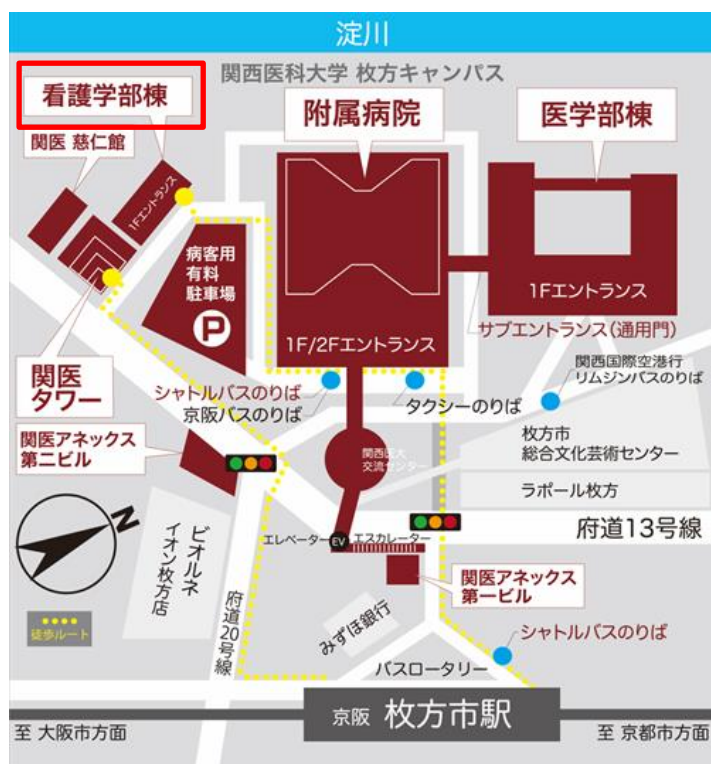 淀川
関西医科大学 枚方キャンパス
看護学部棟
附属病院
医学部棟
関医 慈仁館
1Fエントランス
病客用
有料
駐車場
P
1Fエントランス
1F/2Fエントランス
サブエントランス(通用門)
関医
タワー
シャトルバスのりば
京阪バスのりば
タクシーのりば
関西国際空港行
リムジンバスのりば
関医アネックス
第二ビル
関西医大
交流センター
枚方市
総合文化芸術センター
ラポール枚方
N
ビオルネ
イオン枚方店
エレベーター
EV
エスカレーター
府道13号線
関医アネックス
第一ビル
徒歩ルート
府道20号線
みずほ銀行
シャトルバスのりば
バスロータリー
京阪 枚方市駅
至 大阪市方面
至 京都市方面